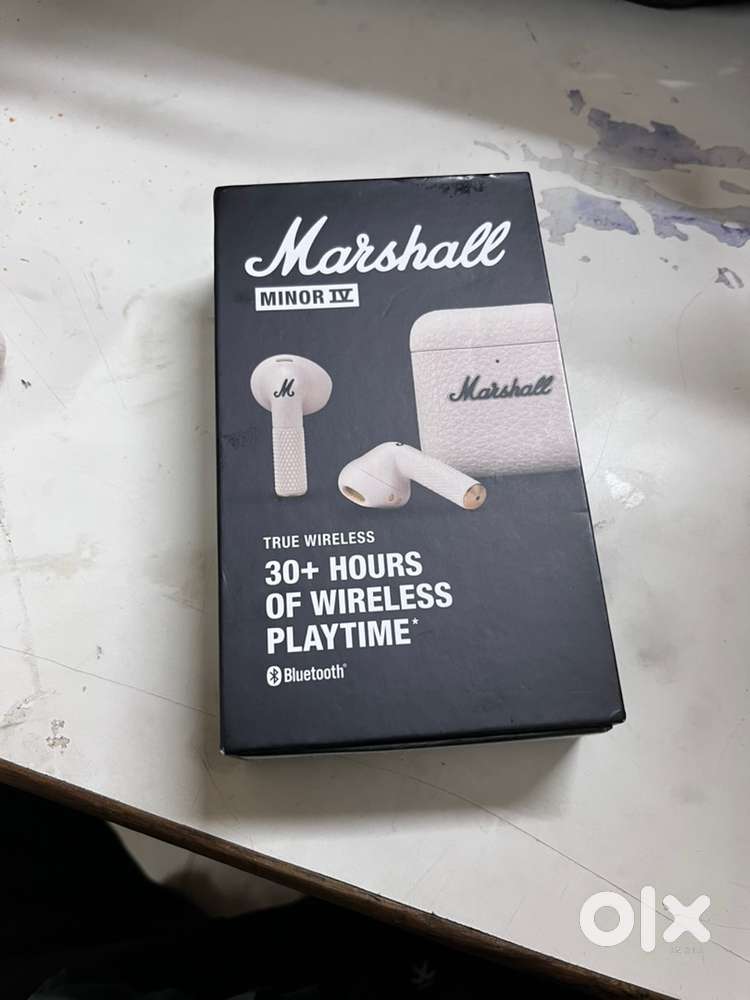 Marshall
MINOR IV
M
Marshall
TRUE WIRELESS
30+ HOURS
OF WIRELESS
PLAYTIME*
Bluetooth®
olx